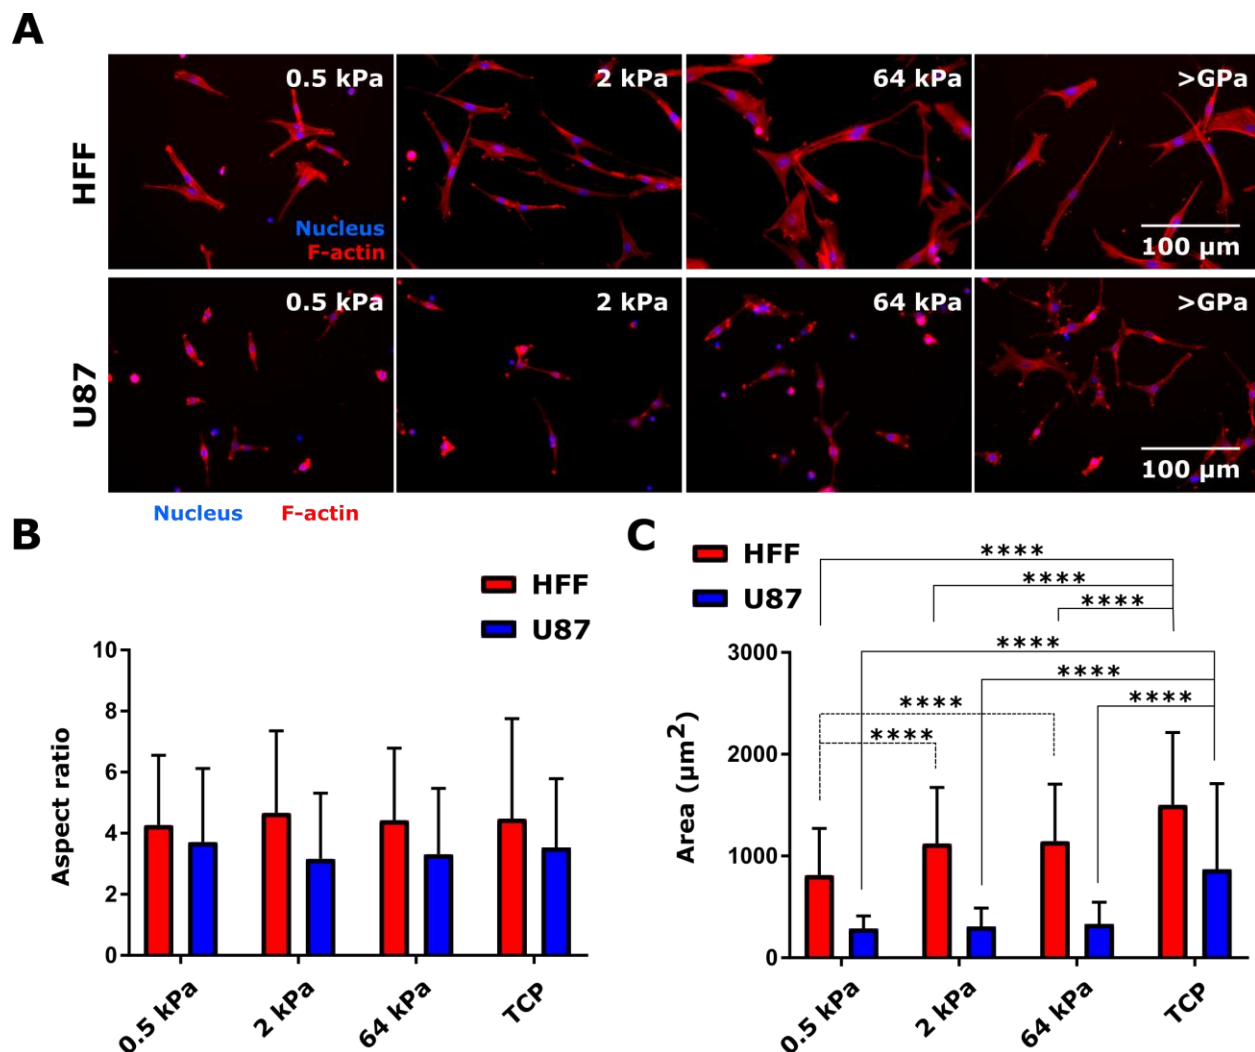 A
HFF
0.5 kPa
2 kPa
64 kPa
>GPa
Nucleus
F-actin
100 µm
U87
0.5 kPa
2 kPa
64 kPa
>GPa
100 µm
Nucleus F-actin
B
HFF
U87
Aspect ratio
10
8
6
4
2
0
0.5 kPa
2 kPa
64 kPa
TCP
C
HFF
U87
****
****
****
****
****
****
****
****
Area (µm²)
3000
2000
1000
0
0.5 kPa
2 kPa
64 kPa
TCP